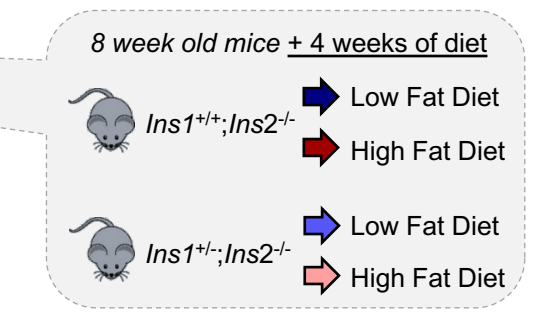 8 week old mice + 4 weeks of diet
Low Fat Diet
Ins1+/+;Ins2-/-
High Fat Diet
Low Fat Diet
Ins1+/-;Ins2-/-
High Fat Diet